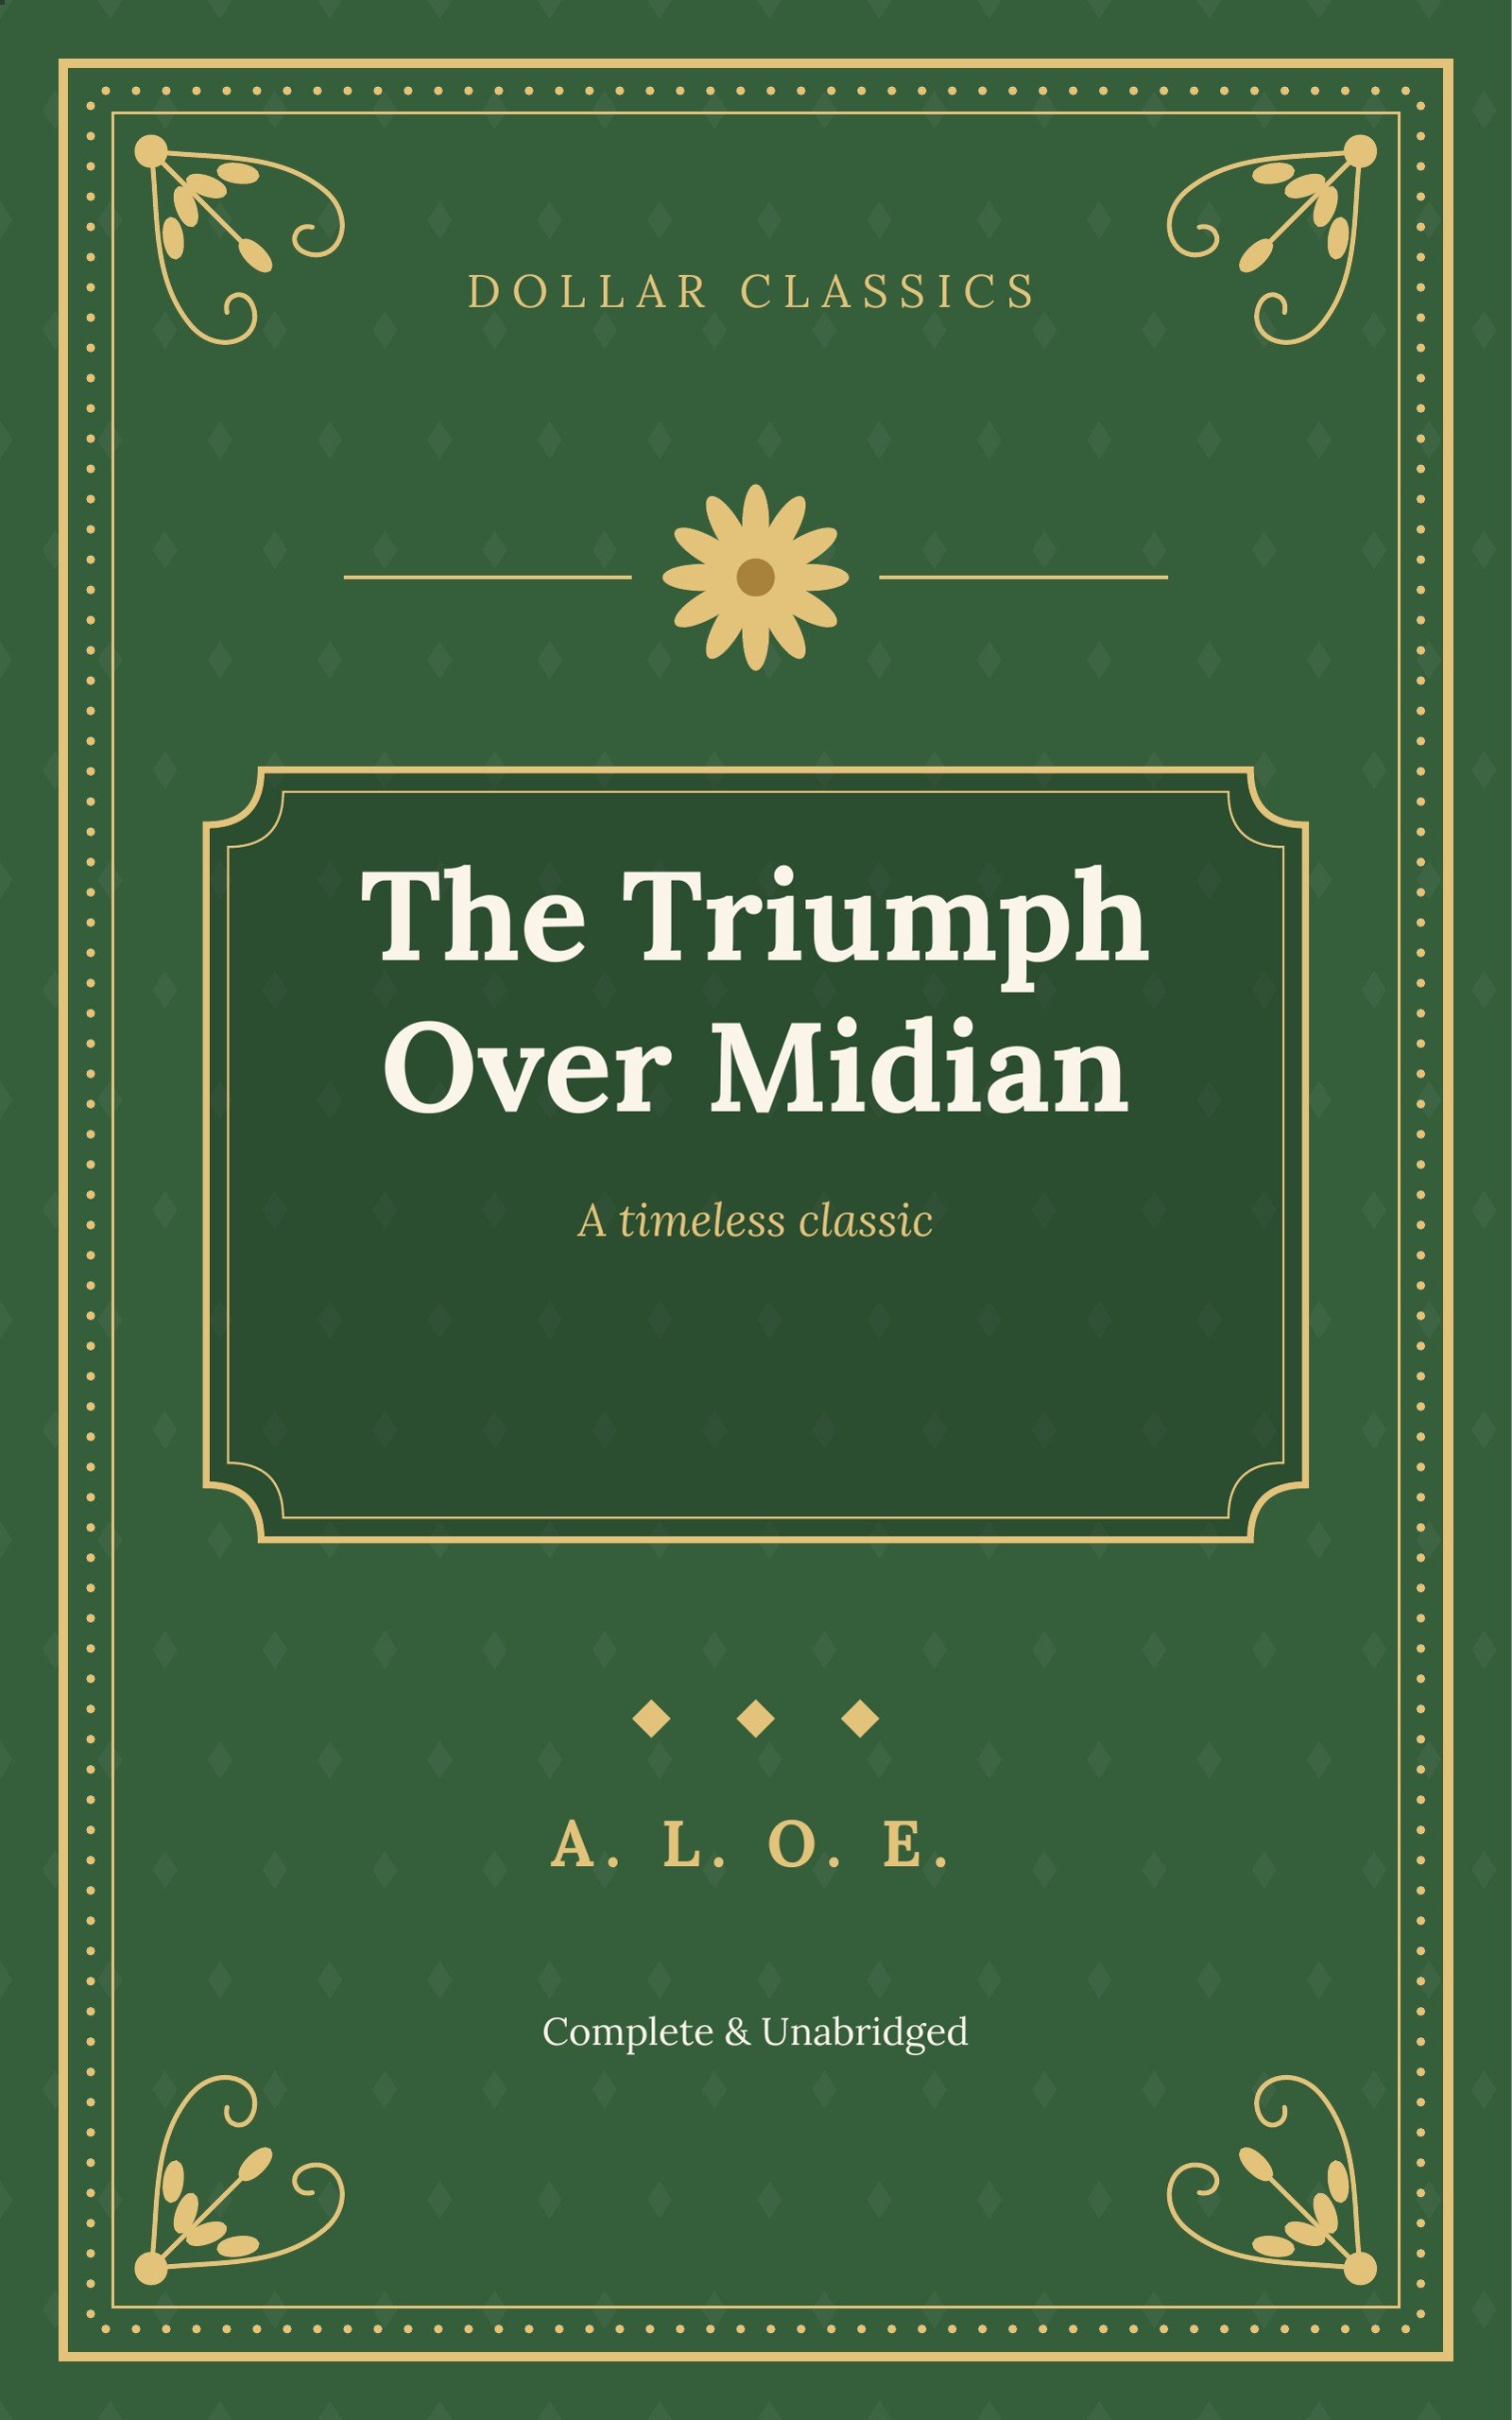 DOLLAR CLASSICS
The Triumph
Over Midian
A timeless classic
A. L. O. E.
Complete & Unabridged